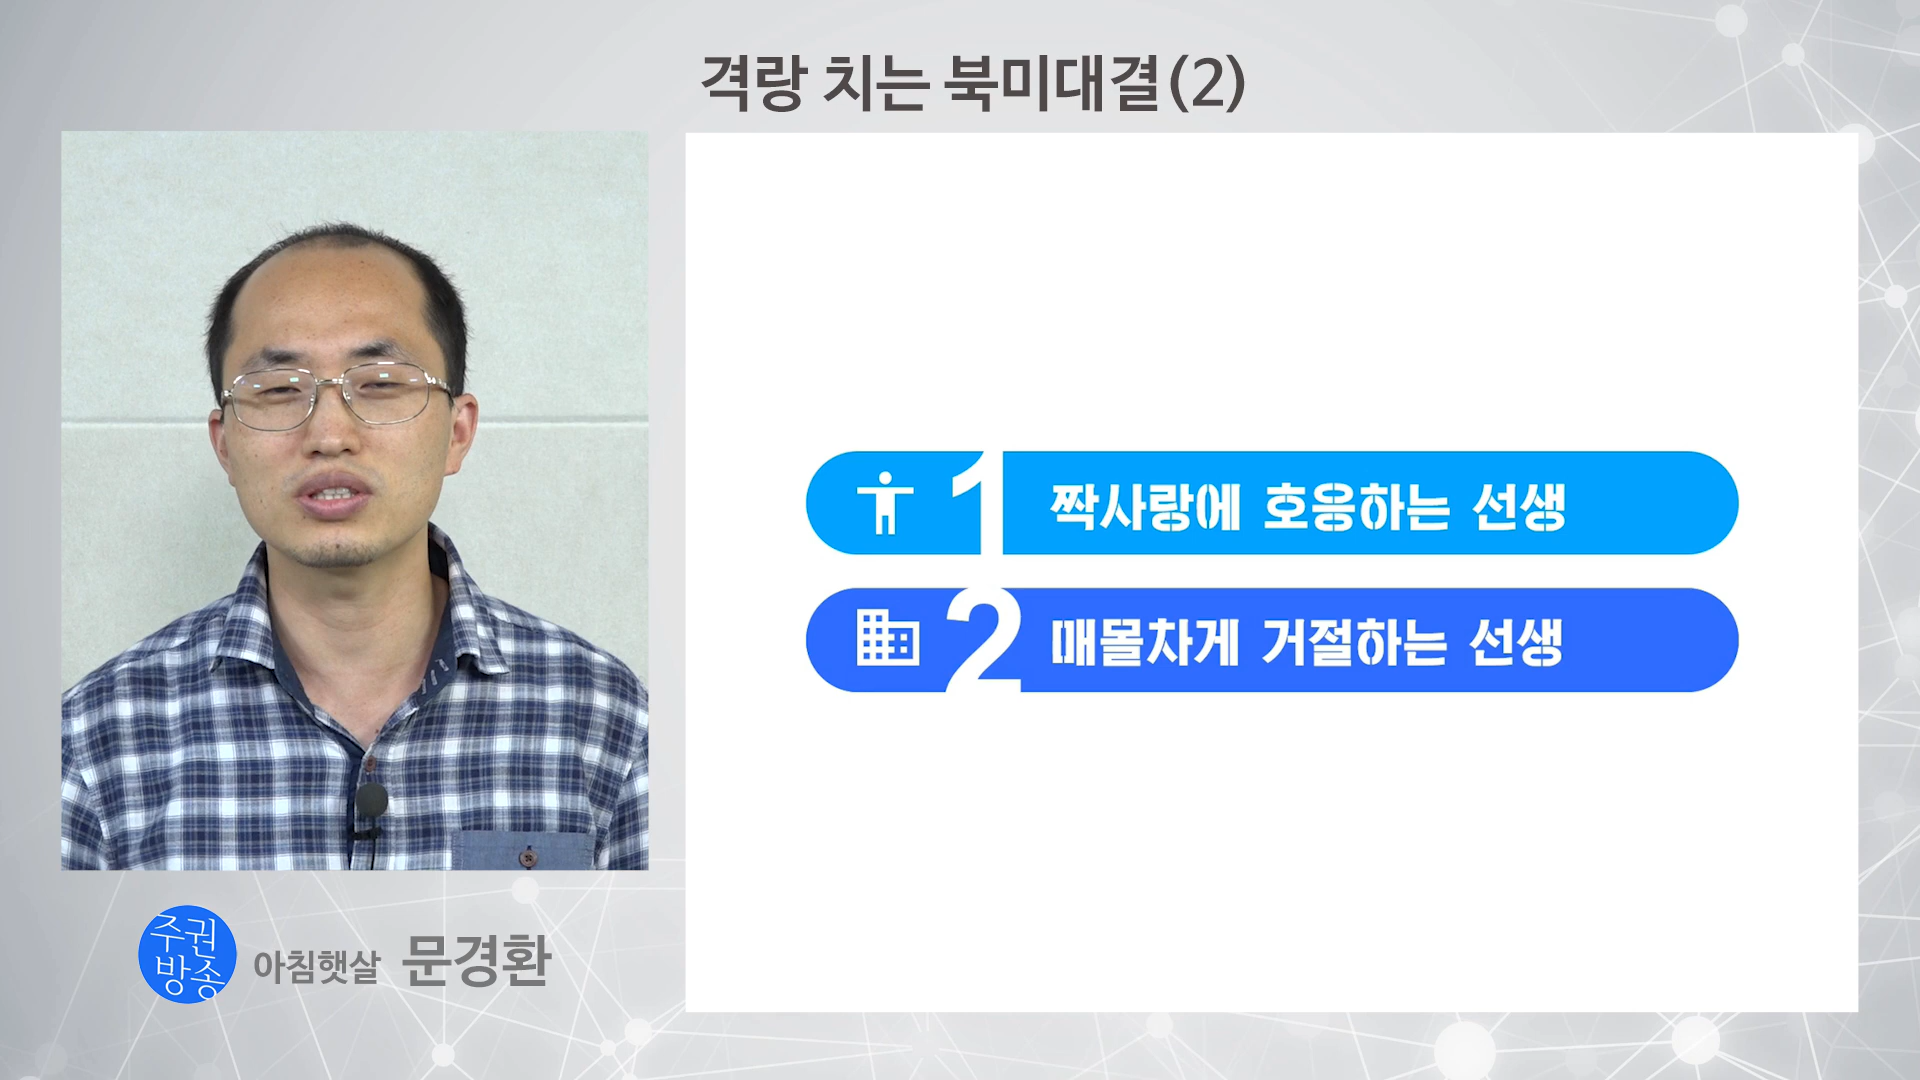 격랑 치는 북미대결(2)
1 짝사랑에 호응하는 선생
2 매몰차게 거절하는 선생
주권
방송
아침햇살 문경환